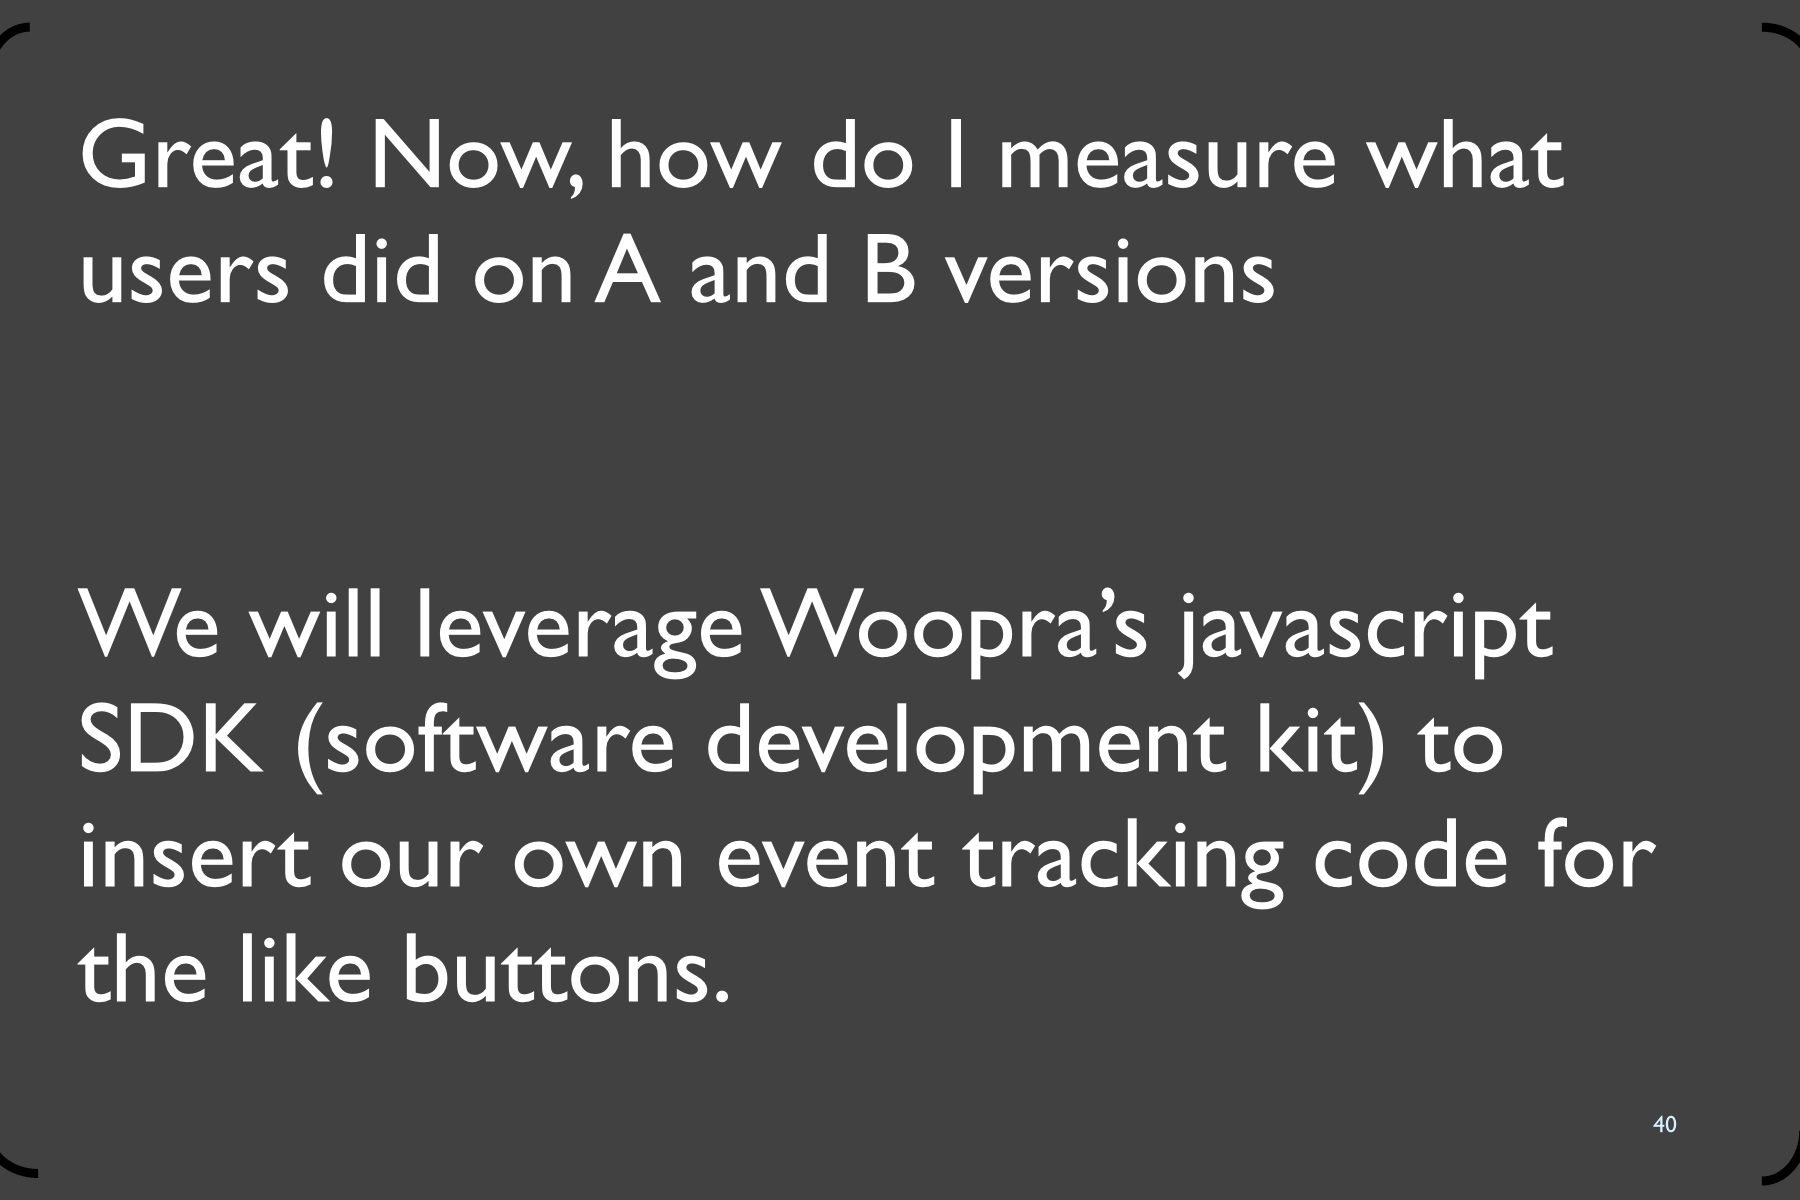 Great! Now, how do I measure what
users did on A and B versions
We will leverage Woopra’s javascript
SDK (software development kit) to
insert our own event tracking code for
the like buttons.
40